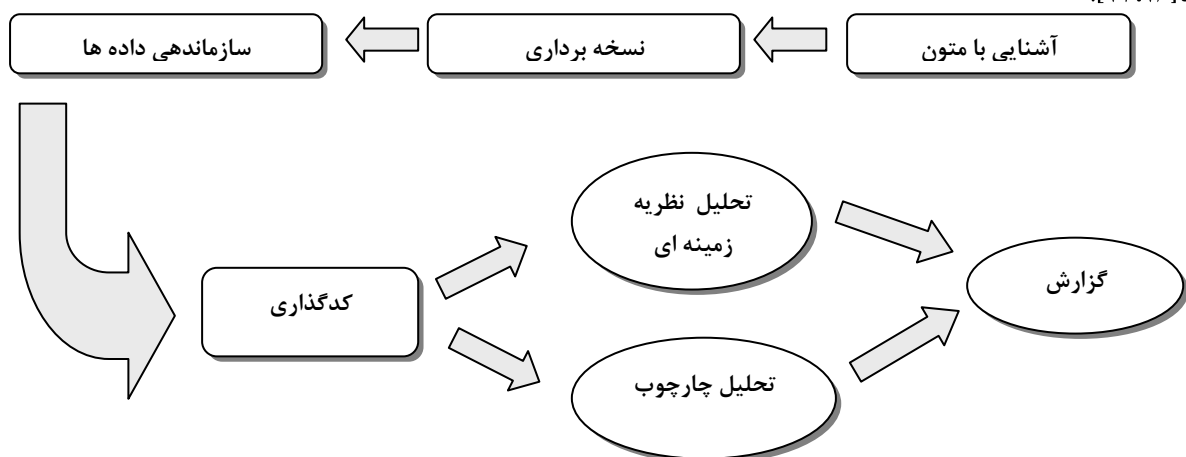 آشنایی با متون
نسخه برداری
سازماندهی داده ها
تحلیل نظریه
زمینه ای
کدگذاری
گزارش
تحلیل چارچوب